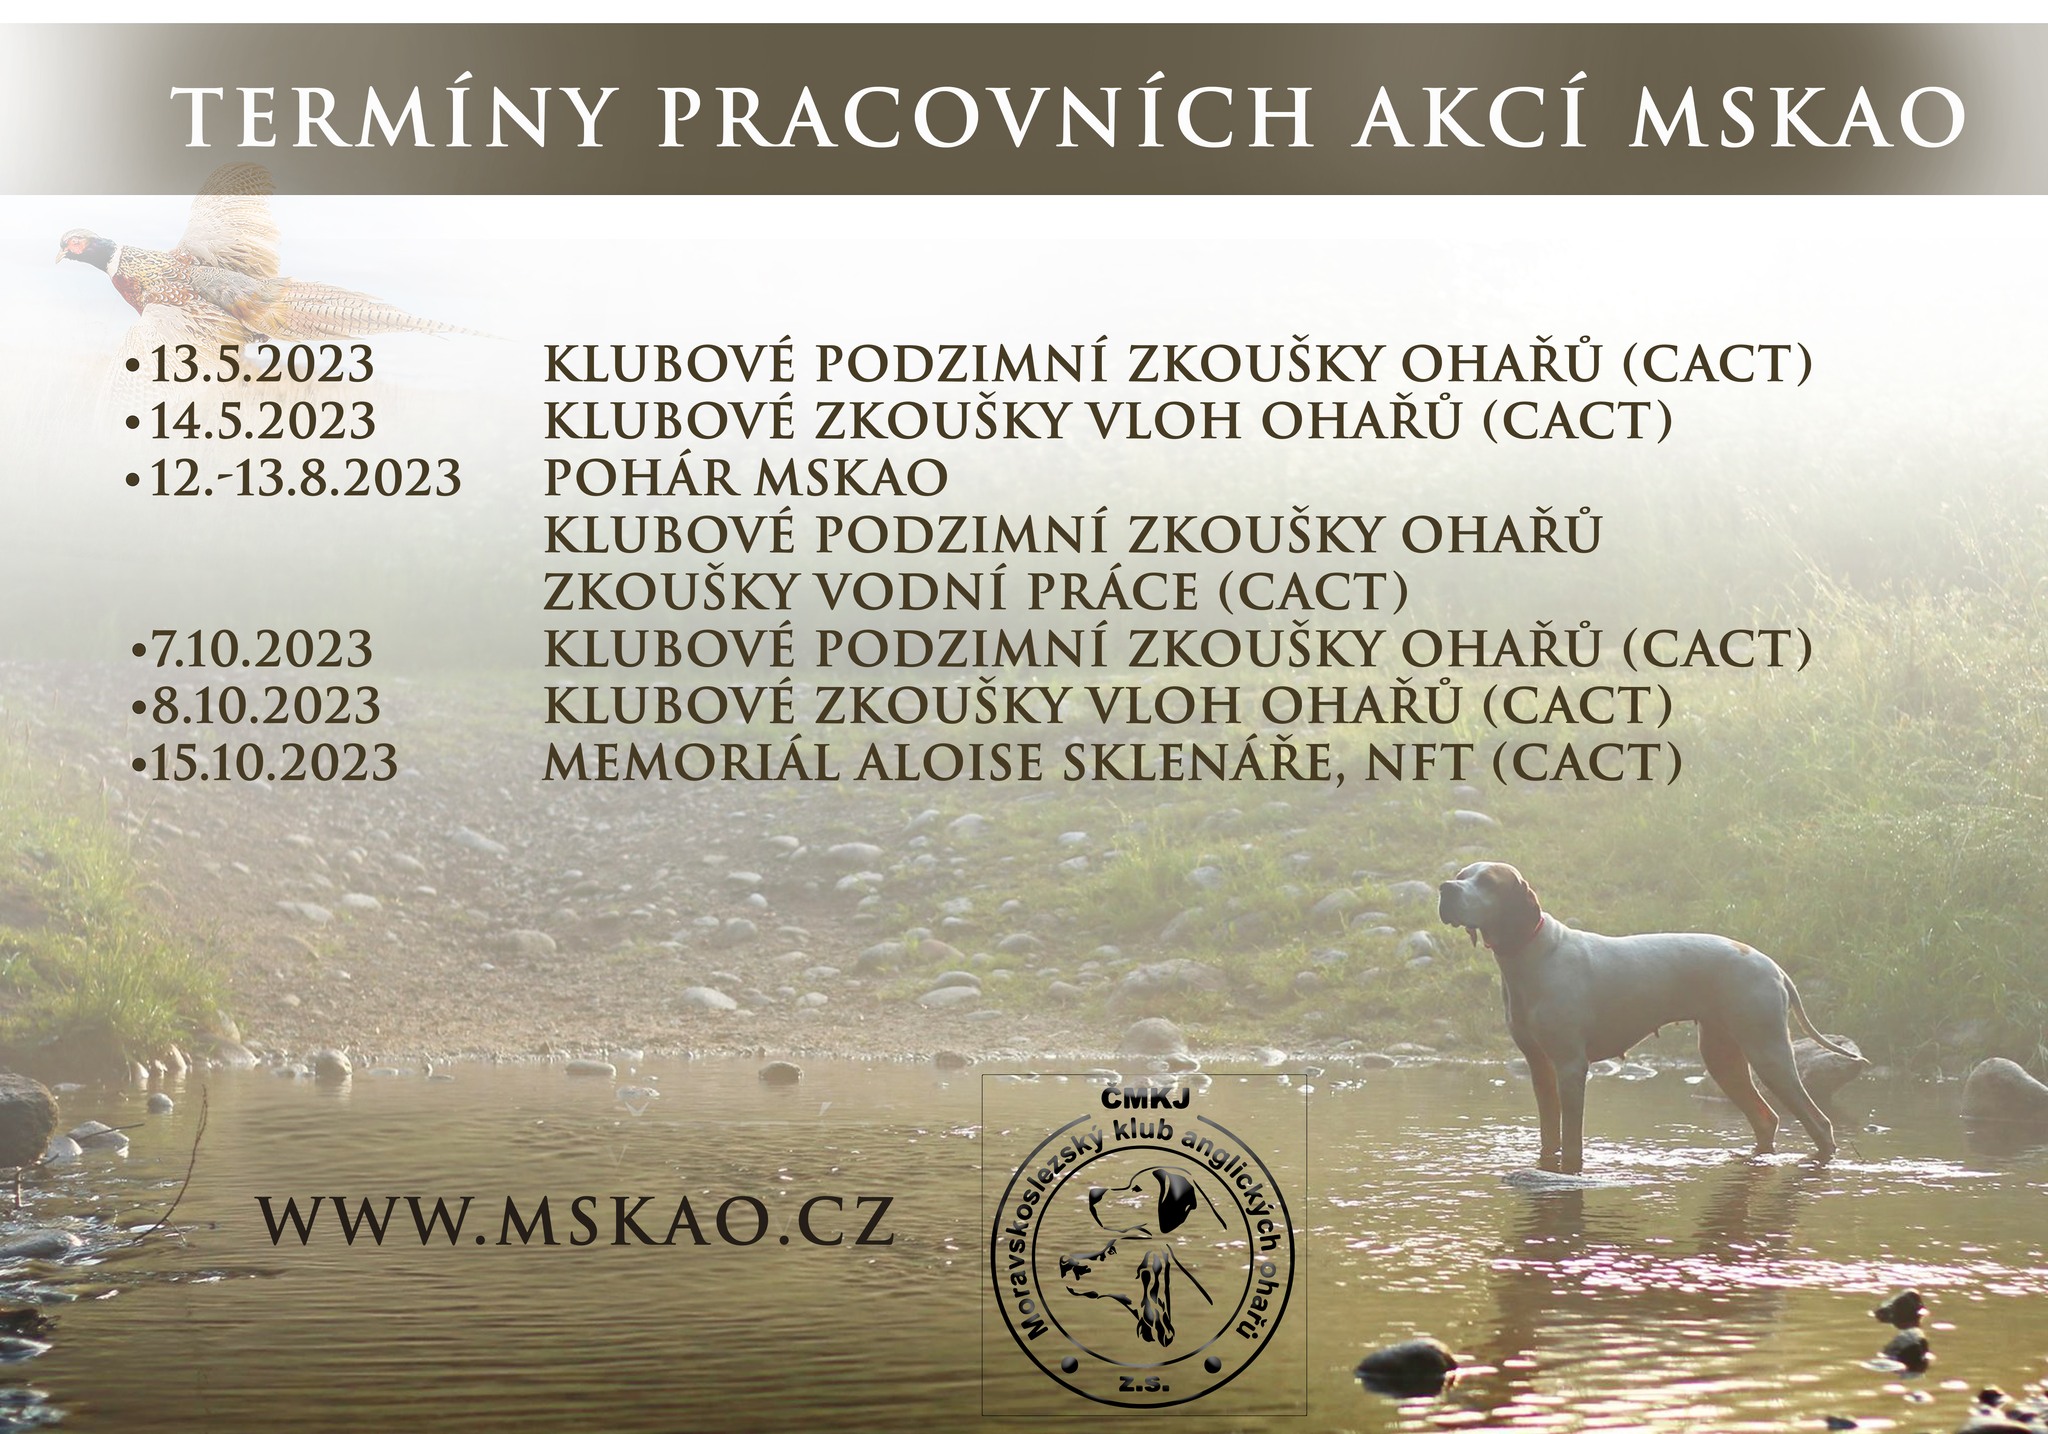 TERMÍNY PRACOVNÍCH AKCÍ MSKAO
•13.5.2023 KLUBOVÉ PODZIMNÍ ZKOUŠKY OHAŘŮ (CACT)
•14.5.2023 KLUBOVÉ ZKOUŠKY VLOH OHAŘŮ (CACT)
•12.-13.8.2023 POHÁR MSKAO
KLUBOVÉ PODZIMNÍ ZKOUŠKY OHAŘŮ
ZKOUŠKY VODNÍ PRÁCE (CACT)
•7.10.2023 KLUBOVÉ PODZIMNÍ ZKOUŠKY OHAŘŮ (CACT)
•8.10.2023 KLUBOVÉ ZKOUŠKY VLOH OHAŘŮ (CACT)
•15.10.2023 MEMORIÁL ALOISE SKLENÁŘE, NFT (CACT)
WWW.MSKAO.CZ
ČMKJ
Moravskoslezský klub anglických ohařů
z.s.